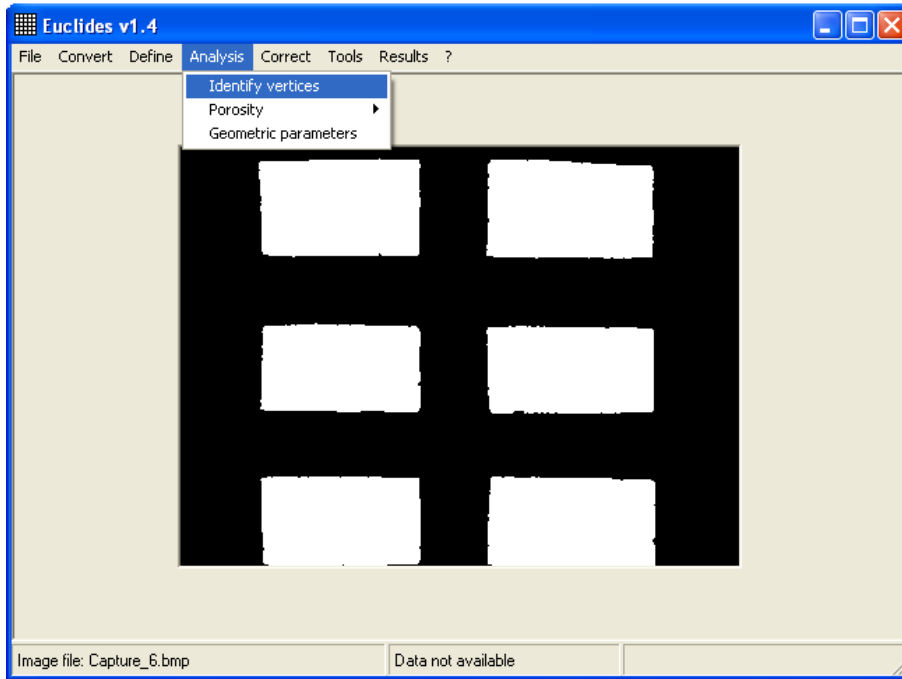 Euclides v1.4
File Convert Define Analysis Correct Tools Results ?
Identify vertices
Porosity
Geometric parameters
Image file: Capture_6.bmp Data not available